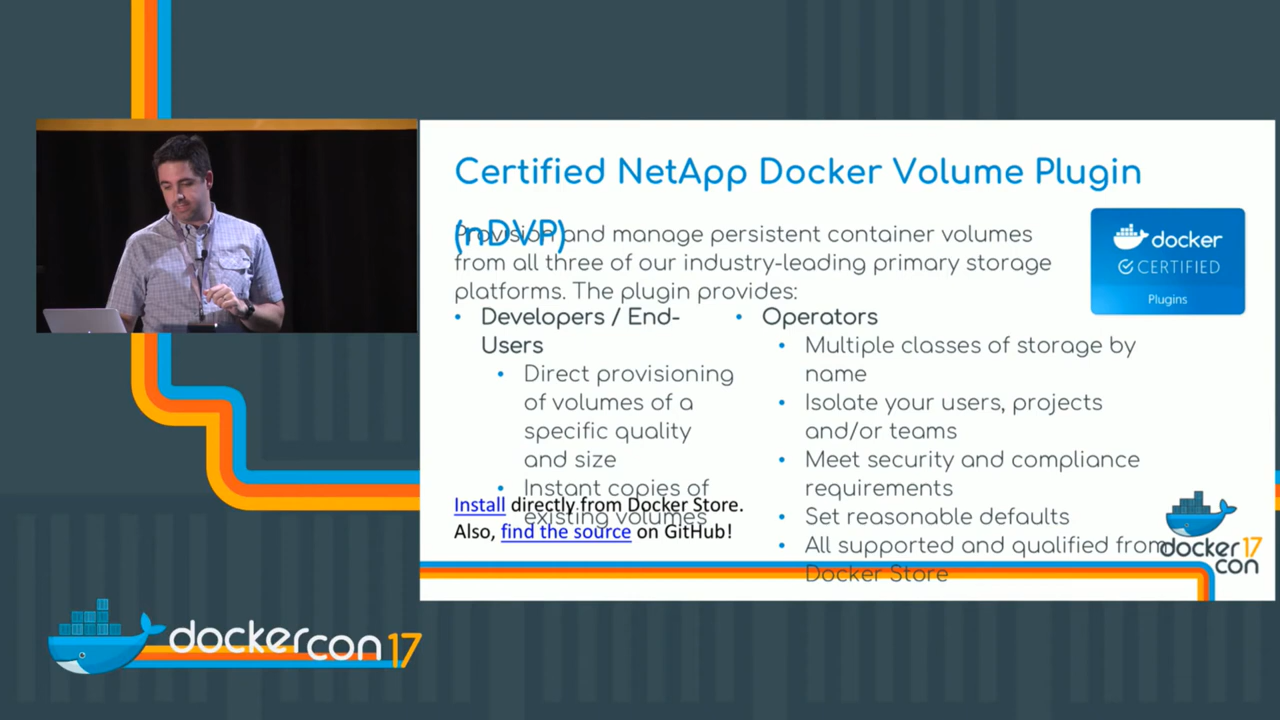 Certified NetApp Docker Volume Plugin
(nDVP)
Provision and manage persistent container volumes
from all three of our industry-leading primary storage
platforms. The plugin provides:
docker
CERTIFIED
Plugins
• Developers / End-
Users
• Direct provisioning
of volumes of a
specific quality
and size
• Instant copies of
existing volumes
Install directly from Docker Store.
Also, find the source on GitHub!
• Operators
• Multiple classes of storage by
name
• Isolate your users, projects
and/or teams
• Meet security and compliance
requirements
• Set reasonable defaults
• All supported and qualified from
Docker Store
docker 17
con
dockercon 17